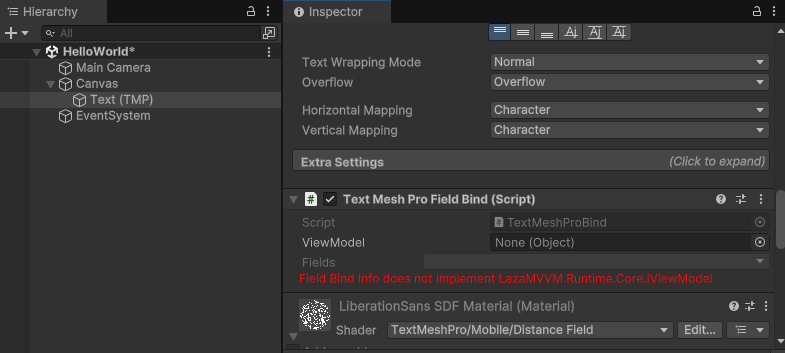 Hierarchy
All
HelloWorld*
Main Camera
Canvas
Text (TMP)
EventSystem
Inspector
Text Wrapping Mode Normal
Overflow Overflow
Horizontal Mapping Character
Vertical Mapping Character
Extra Settings (Click to expand)
# Text Mesh Pro Field Bind (Script)
Script # TextMeshProBind
ViewModel None (Object)
Fields
Field Bind Info does not implement LazaMVVM.Runtime.Core.IViewModel
LiberationSans SDF Material (Material)
Shader TextMeshPro/Mobile/Distance Field Edit...